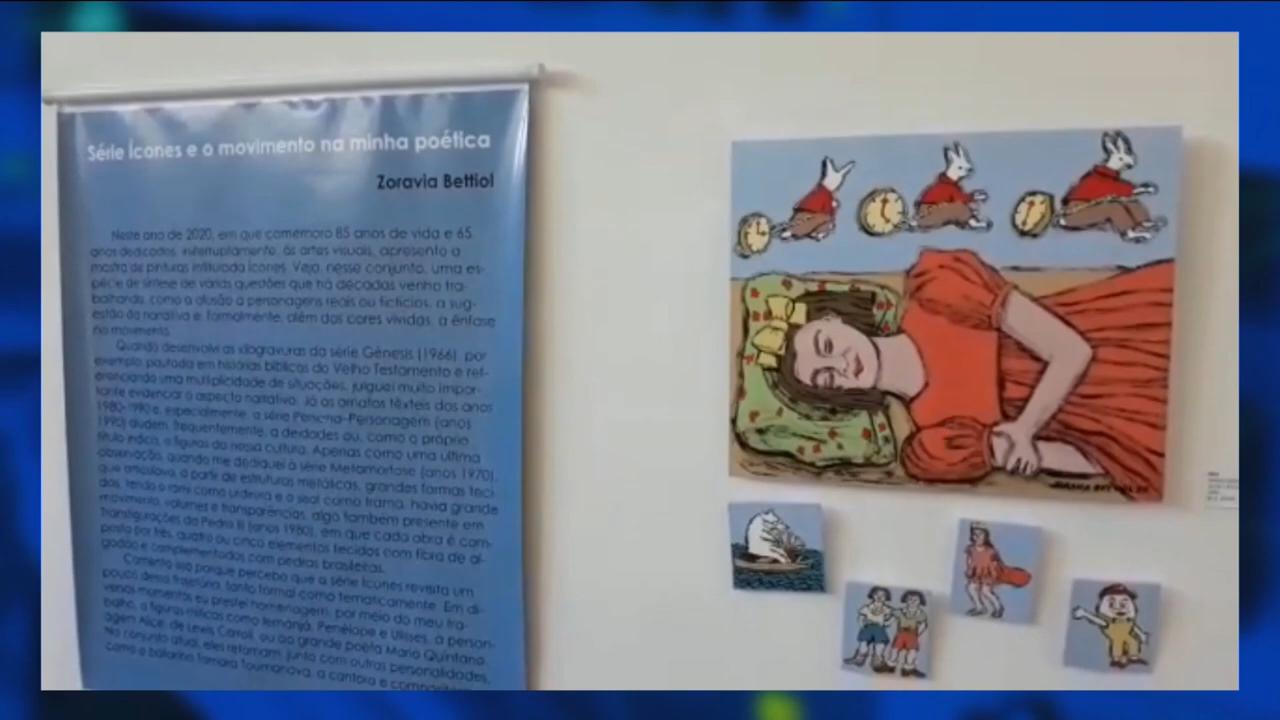 Série Ícones e o movimento na minha poética
Zoravia Bettiol
Neste ano de 2020, em que comemoro 85 anos de vida e 65
anos dedicados, ininterruptamente, às artes visuais, apresento a
mostra de pinturas intitulada Ícones. Vejo, nesse conjunto, uma es-
pécie de síntese de várias questões que há décadas venho tra-
balhando, como a alusão a personagens reais ou fictícios, a sug-
estão da narrativa e, formalmente, além das cores vívidas, a ênfase
no movimento.
Quando desenvolvi as xilogravuras da série Gênesis (1966), por
exemplo, pautada em histórias bíblicas do Velho Testamento e ref-
erenciando uma multiplicidade de situações, julguei muito impor-
tante evidenciar o aspecto narrativo. Já os ornatos têxteis dos anos
1980-1990 e, especialmente, a série Persona-Personagem (anos
1990) aludem, frequentemente, a deidades ou, como o próprio
título indica, a figuras da nossa cultura. Apenas como uma última
observação, quando me dediquei à série Metamorfose (anos 1970),
que articulava, a partir de estruturas metálicas, grandes formas teci-
das, tendo o rami como urdidura e o sisal como trama, havia grande
movimento, volumes e transparências, algo também presente em
Transfigurações da Pedra III (anos 1980), em que cada obra é com-
posta por três, quatro ou cinco elementos tecidos com fibra de al-
godão e complementados com pedras brasileiras.
Comento isso porque percebo que a série Ícones revisita um
pouco dessa trajetória, tanto formal como tematicamente. Em di-
versos momentos eu prestei homenagem, por meio do meu tra-
balho, a figuras míticas como Iemanjá, Penélope e Ulisses, à person-
agem Alice, de Lewis Carroll, ou ao grande poeta Mario Quintana.
No conjunto atual, eles retornam, junto com outras personalidades,
como a bailarina Tamara Toumanova, a cantora e